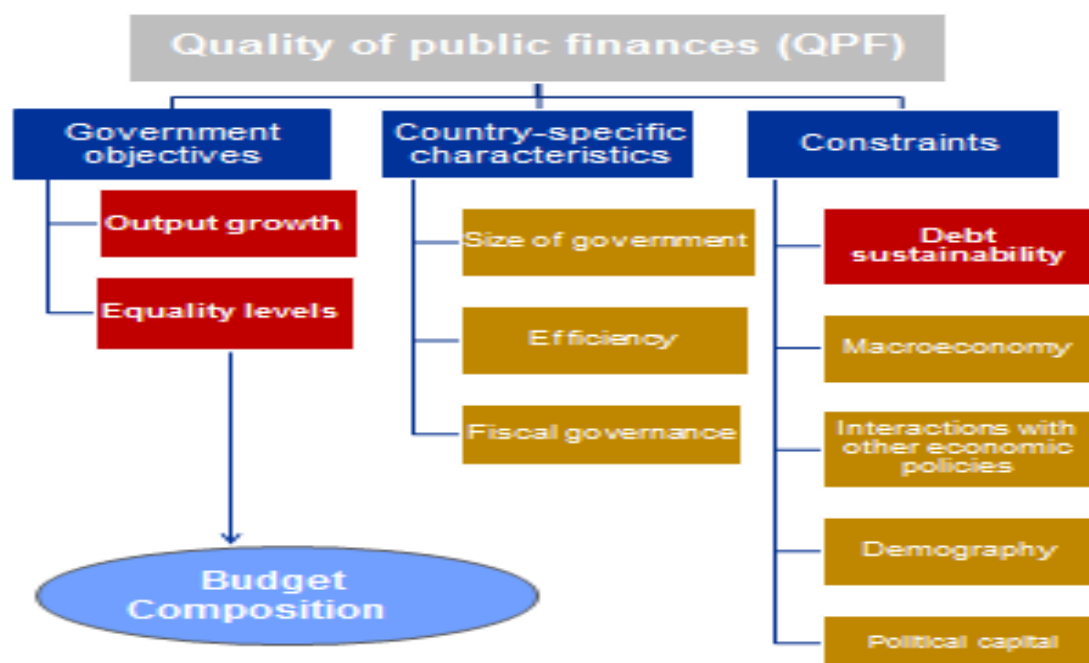 Quality of public finances (QPF)
Government
objectives
Output growth
Equality levels
Budget
Composition
Country-specific
characteristics
Size of government
Efficiency
Fiscal governance
Constraints
Debt
sustainability
Macroeconomy
Interactions with
other economic
policies
Demography
Political capital